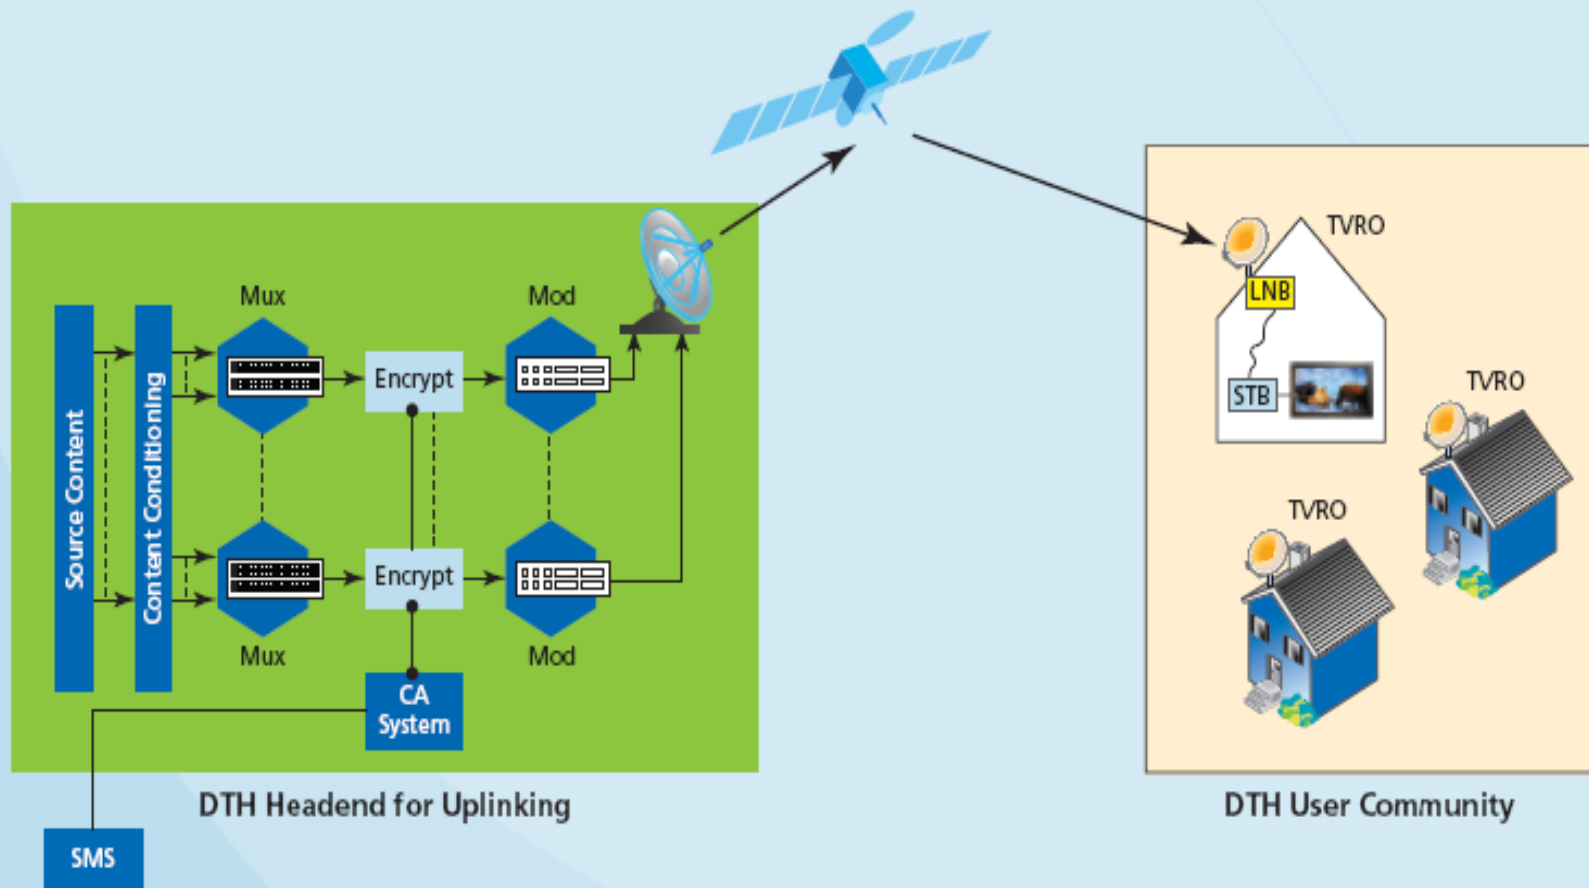 TVRO
LNB
STB
TVRO
TVRO
Mux
Mod
Encrypt
Source Content
Content Conditioning
Encrypt
Mux
Mod
CA
System
DTH Headend for Uplinking
DTH User Community
SMS